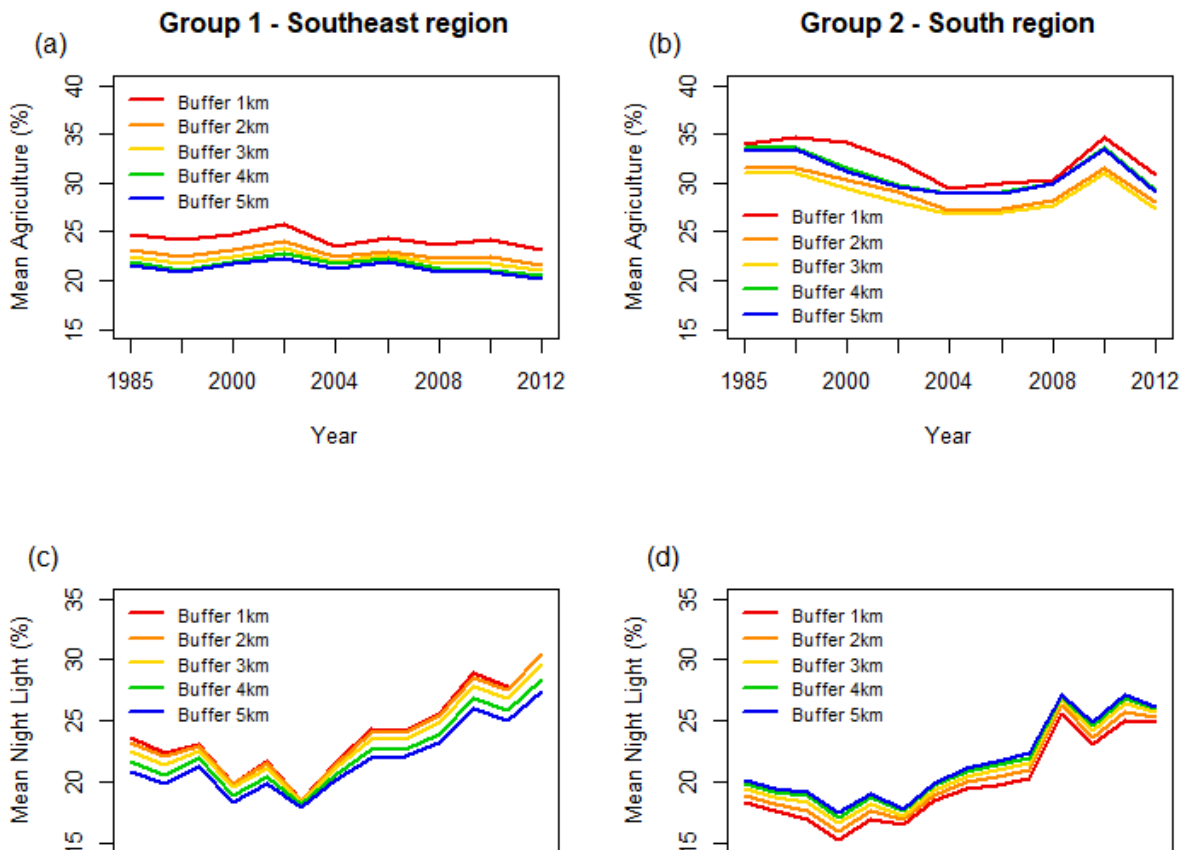 Group 1 - Southeast region
(a)
Mean Agriculture (%)
40
35
30
25
20
15
Buffer 1km
Buffer 2km
Buffer 3km
Buffer 4km
Buffer 5km
1985 2000 2004 2008 2012
Year
Group 2 - South region
(b)
Mean Agriculture (%)
40
35
30
25
20
15
Buffer 1km
Buffer 2km
Buffer 3km
Buffer 4km
Buffer 5km
1985 2000 2004 2008 2012
Year
(c)
Mean Night Light (%)
35
30
25
20
15
Buffer 1km
Buffer 2km
Buffer 3km
Buffer 4km
Buffer 5km
(d)
Mean Night Light (%)
35
30
25
20
15
Buffer 1km
Buffer 2km
Buffer 3km
Buffer 4km
Buffer 5km